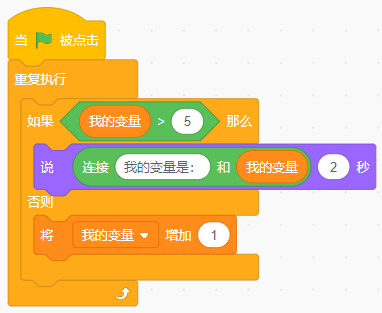 当 被点击
重复执行
如果 我的变量 > 5 那么
说 连接 我的变量是： 和 我的变量 2 秒
否则
将 我的变量 增加 1